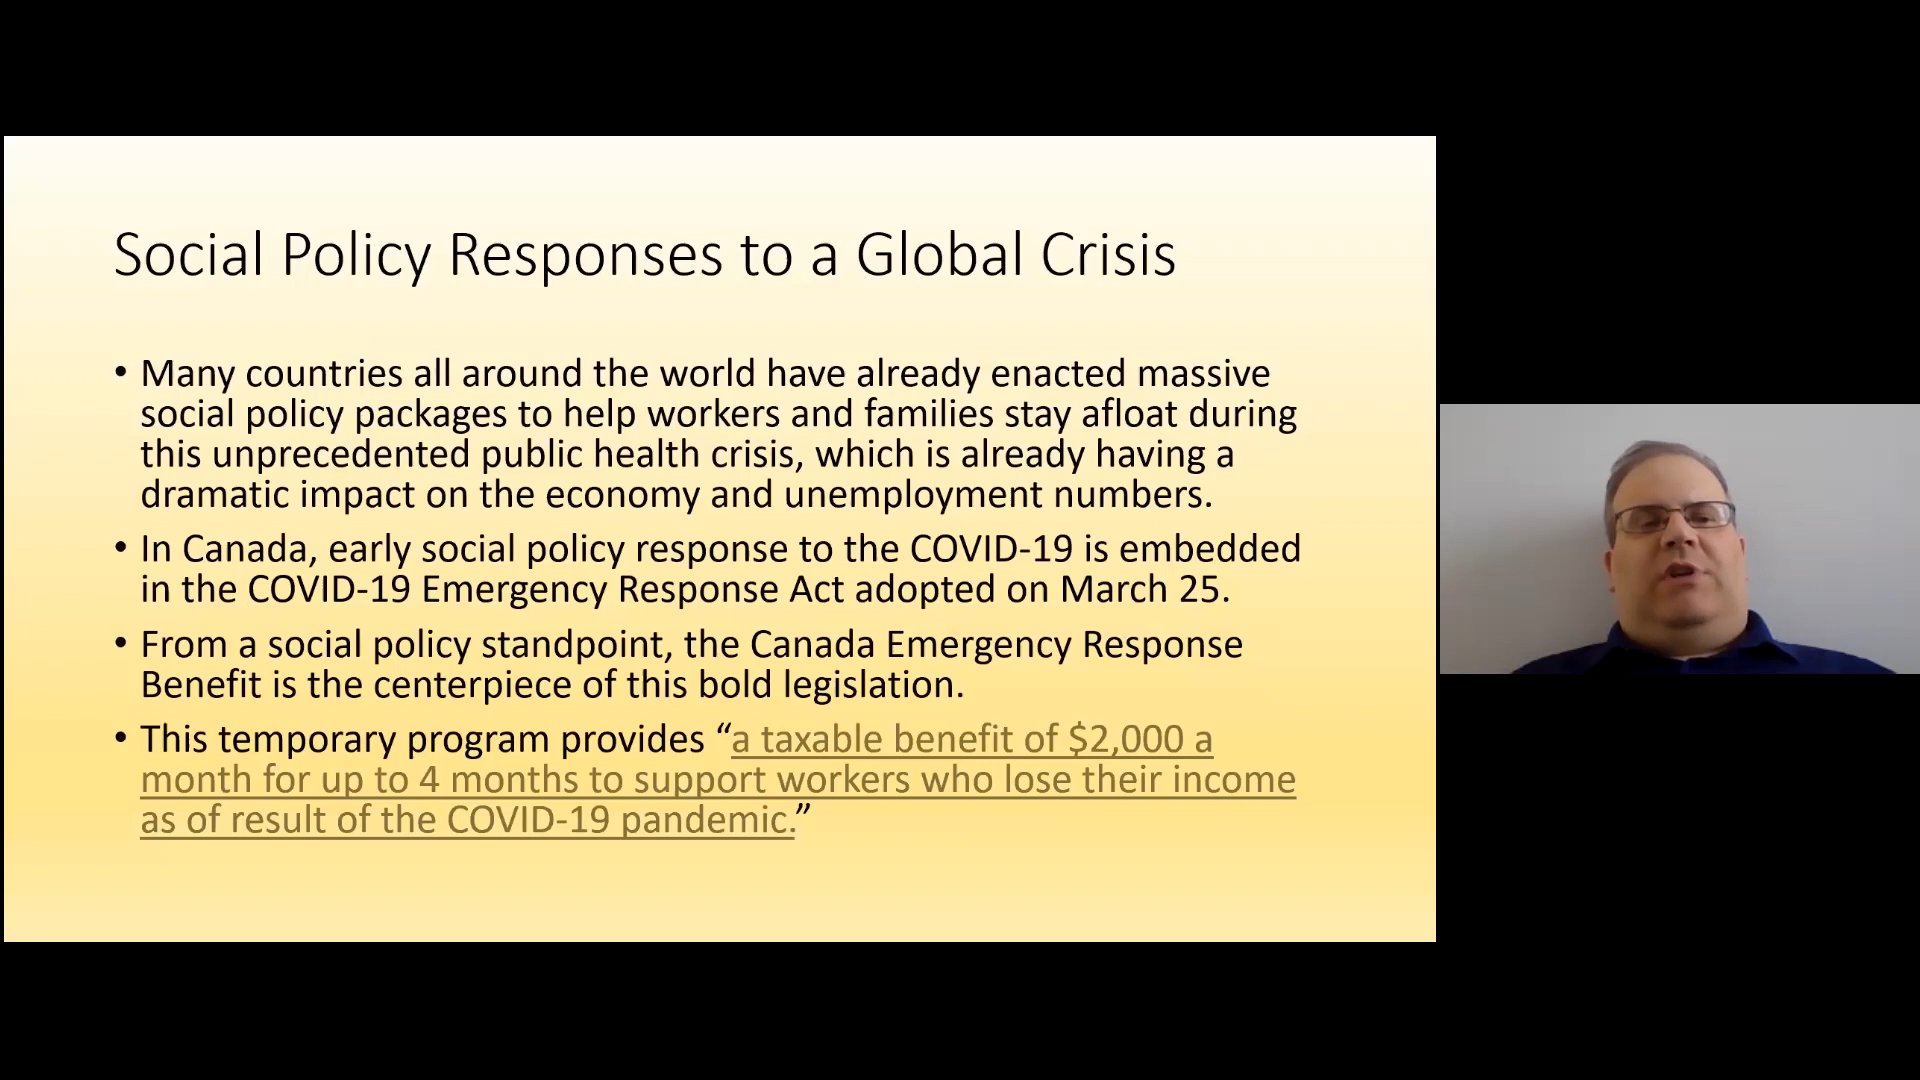 Social Policy Responses to a Global Crisis
• Many countries all around the world have already enacted massive
social policy packages to help workers and families stay afloat during
this unprecedented public health crisis, which is already having a
dramatic impact on the economy and unemployment numbers.
• In Canada, early social policy response to the COVID-19 is embedded
in the COVID-19 Emergency Response Act adopted on March 25.
• From a social policy standpoint, the Canada Emergency Response
Benefit is the centerpiece of this bold legislation.
• This temporary program provides “a taxable benefit of $2,000 a
month for up to 4 months to support workers who lose their income
as of result of the COVID-19 pandemic.”